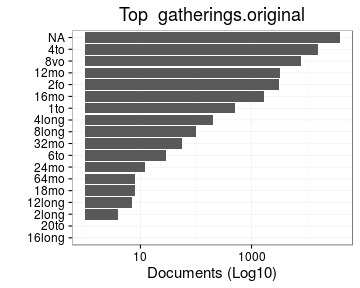 Top gatherings.original
NA
4to
8vo
12mo
2fo
16mo
1to
4long
8long
32mo
6to
24mo
64mo
18mo
12long
2long
20to
16long
10 1000
Documents (Log10)